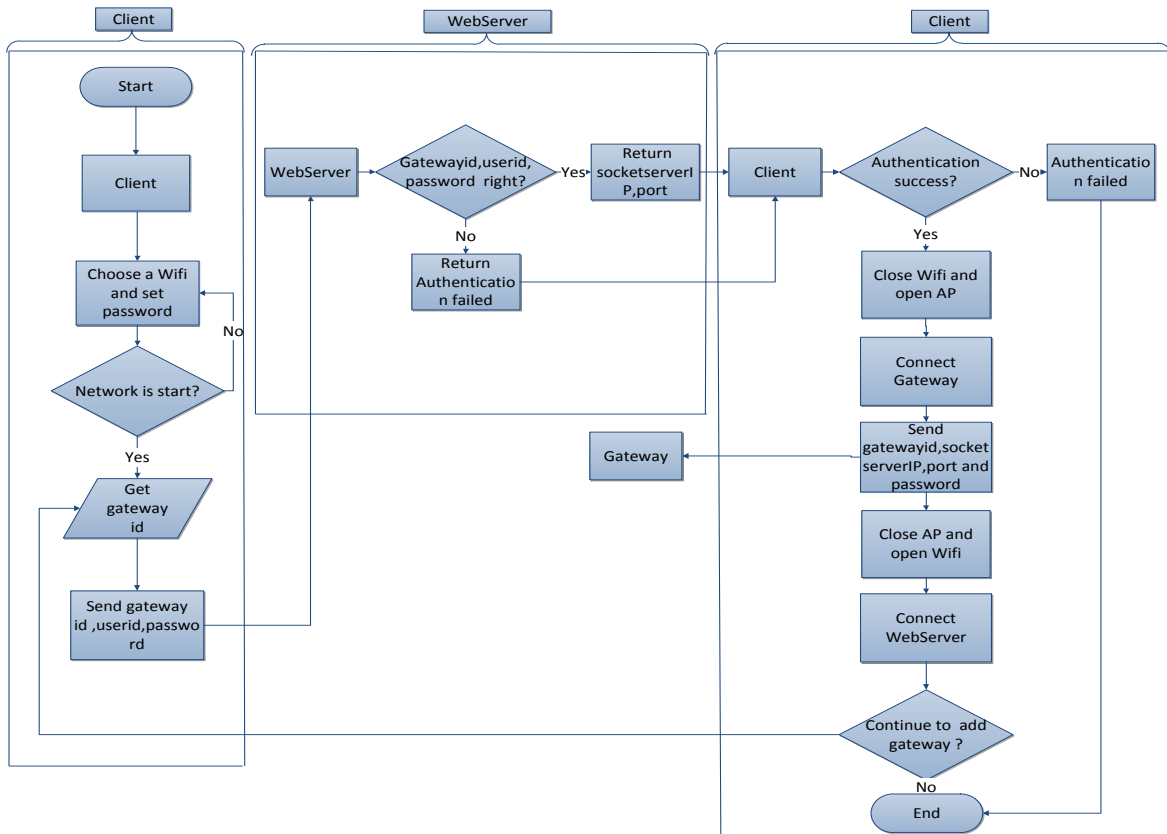 Client
Start
Client
Choose a Wifi
and set
password
No
Network is start?
Yes
Get
gateway
id
Send gateway
id ,userid,passwo
rd
WebServer
WebServer
Gatewayid,userid,
password right?
Yes
Return
socketserverI
P,port
No
Return
Authenticatio
n failed
Gateway
Client
Client
Authentication
success?
No
Authenticatio
n failed
Yes
Close Wifi and
open AP
Connect
Gateway
Send
gatewayid,socket
serverIP,port and
password
Close AP and
open Wifi
Connect
WebServer
Continue to add
gateway ?
No
End